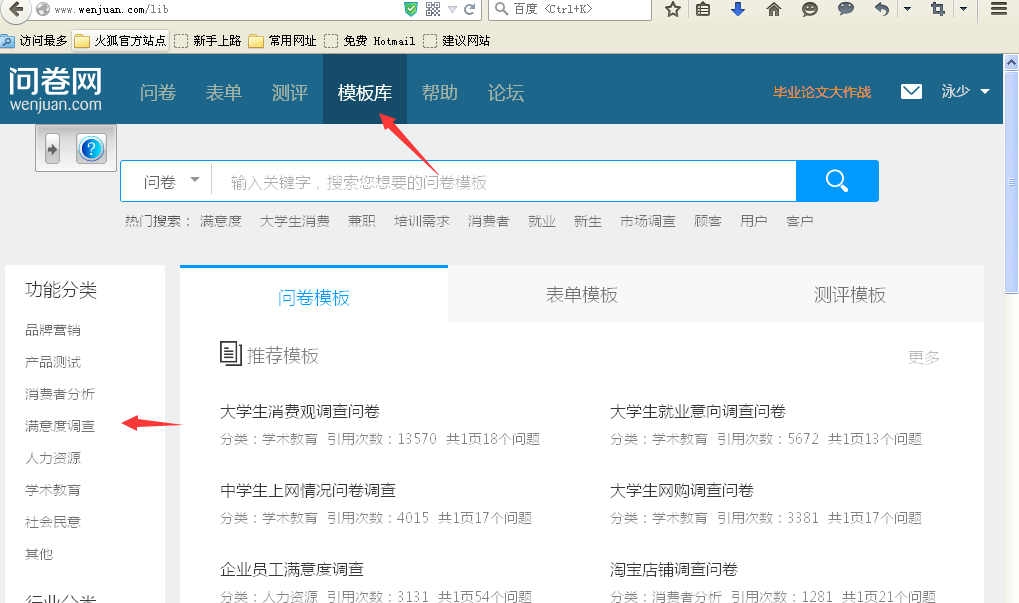 www.wenjuan.com/lib
百度 <Ctrl+K>
访问最多 火狐官方站点 新手上路 常用网址 免费 Hotmail 建议网站
问卷网
wenjuan.com
问卷 表单 测评 模板库 帮助 论坛 毕业论文大作战 泳少
问卷 输入关键字，搜索您想要的问卷模板
热门搜索： 满意度 大学生消费 兼职 培训需求 消费者 就业 新生 市场调查 顾客 用户 客户
功能分类
品牌营销
产品测试
消费者分析
满意度调查
人力资源
学术教育
社会民意
其他
行业分类
问卷模板 表单模板 测评模板
推荐模板 更多
大学生消费观调查问卷
分类：学术教育 引用次数：13570 共1页18个问题
大学生就业意向调查问卷
分类：学术教育 引用次数：5672 共1页13个问题
中学生上网情况问卷调查
分类：学术教育 引用次数：4015 共1页17个问题
大学生网购调查问卷
分类：学术教育 引用次数：3381 共1页17个问题
企业员工满意度调查
分类：人力资源 引用次数：3131 共1页54个问题
淘宝店铺调查问卷
分类：消费者分析 引用次数：1281 共1页21个问题